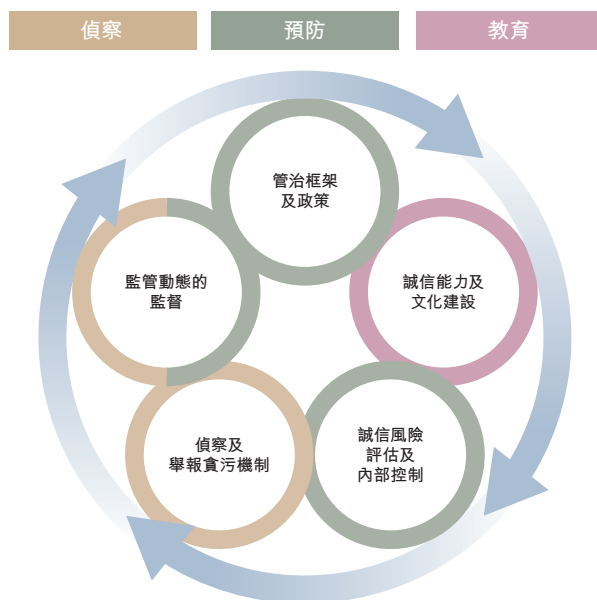 偵察
預防
教育
管治框架
及政策
誠信能力及
文化建設
誠信風險
評估及
內部控制
偵察及
舉報貪污機制
監管動態的
監督